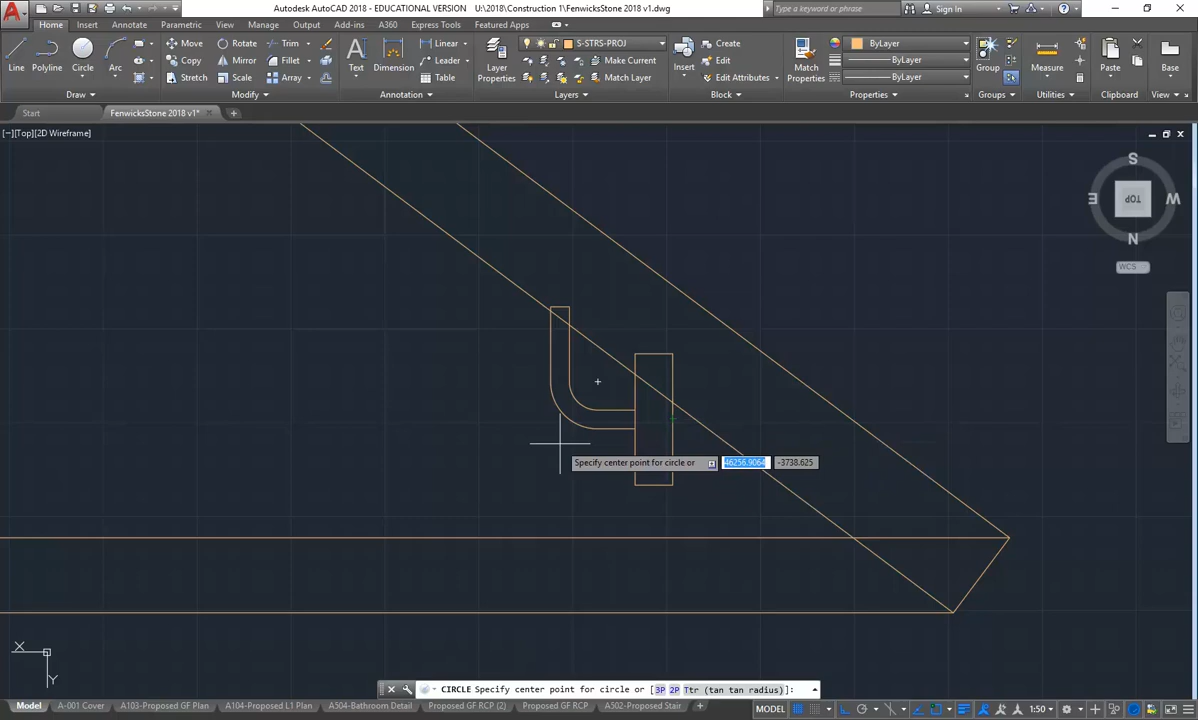 Autodesk AutoCAD 2018 - EDUCATIONAL VERSION U:\2018\Construction 1\FenwicksStone 2018 v1.dwg
Type a keyword or phrase
Sign In
Home Insert Annotate Parametric View Manage Output Add-ins A360 Express Tools Featured Apps
Line Polyline Circle Arc
Move Rotate Trim
Copy Mirror Fillet
Stretch Scale Array
Text Dimension
Linear
Leader
Table
Layer Properties
S-STRS-PROJ
Make Current
Match Layer
Insert
Create
Edit
Edit Attributes
Match Properties
ByLayer
ByLayer
ByLayer
Group
Measure
Paste
Base
Draw Modify Annotation Layers Block Properties Groups Utilities Clipboard View
Start FenwicksStone 2018 v1*
[−][Top][2D Wireframe]
S
E TOP W
N
WCS
Specify center point for circle or 46256.9064 -3738.625
X
Y
CIRCLE Specify center point for circle or [3P 2P Ttr (tan tan radius)]:
Model A-001 Cover A103-Proposed GF Plan A104-Proposed L1 Plan A504-Bathroom Detail Proposed GF RCP (2) Proposed GF RCP A502-Proposed Stair
MODEL 1:50